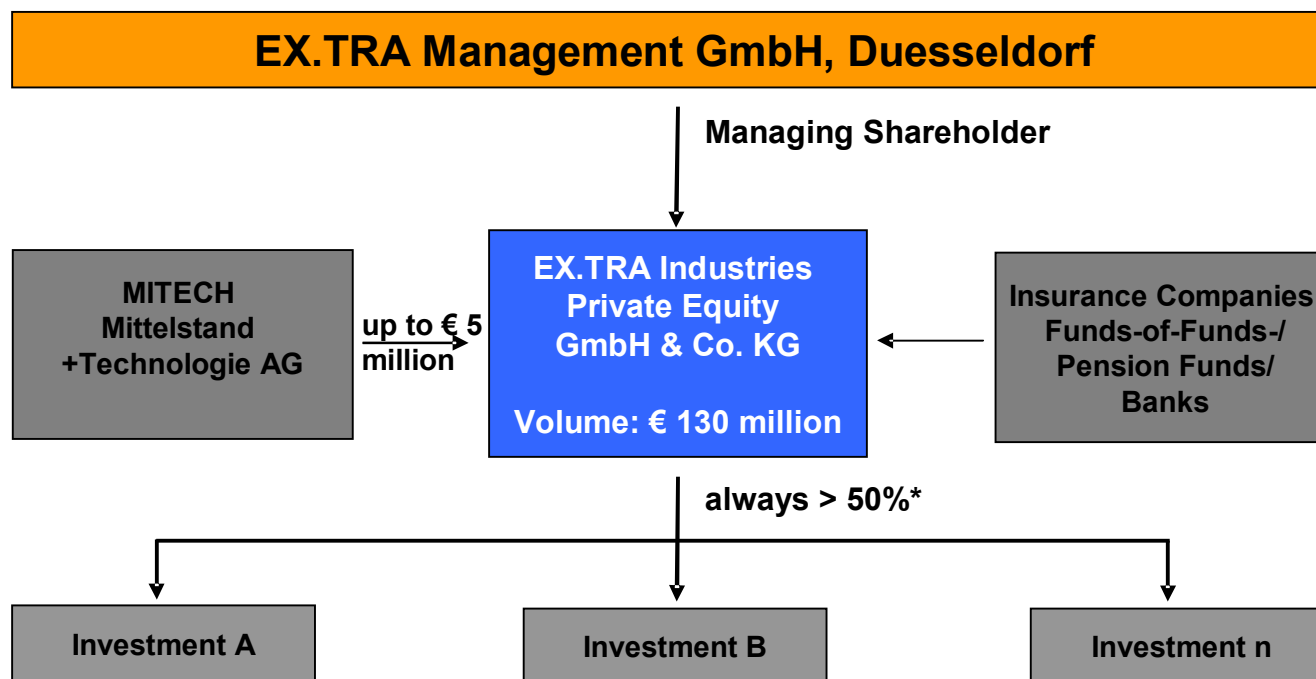 EX.TRA Management GmbH, Duesseldorf
Managing Shareholder
MITECH
Mittelstand
+Technologie AG
up to € 5
million
EX.TRA Industries
Private Equity
GmbH & Co. KG
Volume: € 130 million
Insurance Companies
Funds-of-Funds-/
Pension Funds/
Banks
always > 50%*
Investment A
Investment B
Investment n